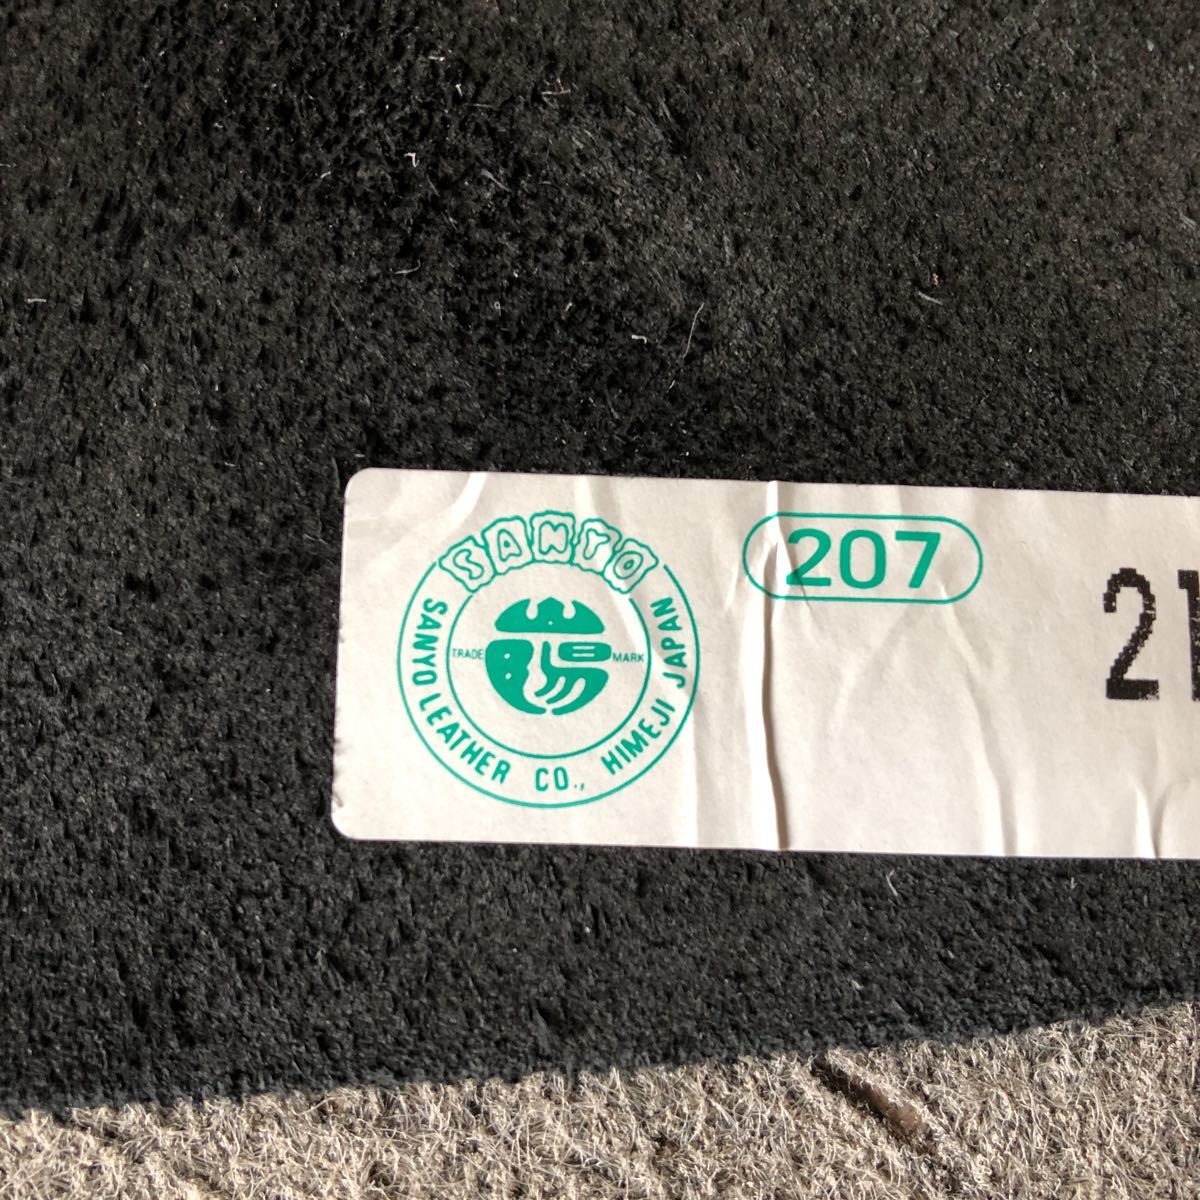 SANYO
SANYO LEATHER CO., HIMEJI JAPAN
TRADE MARK
207
2